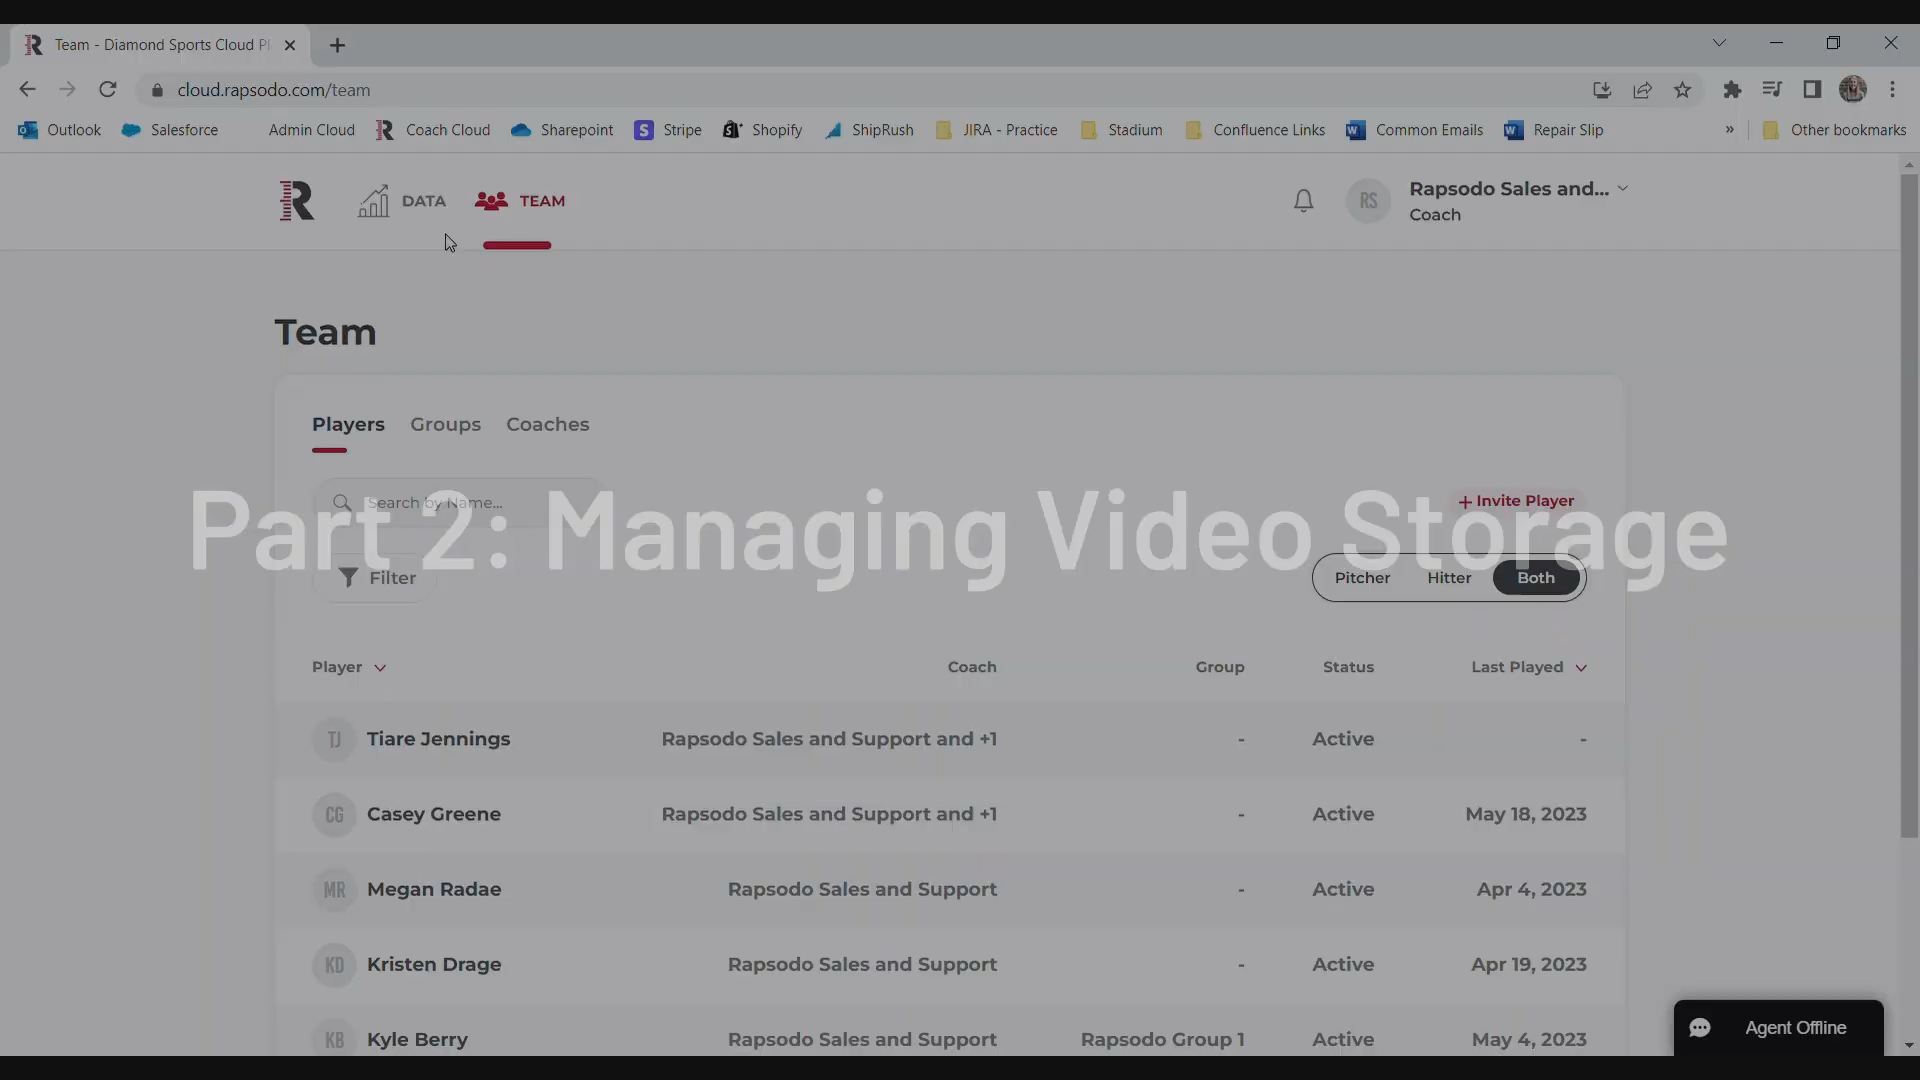 Team - Diamond Sports Cloud Pl
cloud.rapsodo.com/team
Outlook Salesforce Admin Cloud Coach Cloud Sharepoint Stripe Shopify ShipRush JIRA - Practice Stadium Confluence Links Common Emails Repair Slip » Other bookmarks
R DATA TEAM RS Rapsodo Sales and...
Coach
Team
Players Groups Coaches
Search by Name...
+ Invite Player
Part 2: Managing Video Storage
Filter Pitcher Hitter Both
Player Coach Group Status Last Played
TJ Tiare Jennings Rapsodo Sales and Support and +1 - Active -
CG Casey Greene Rapsodo Sales and Support and +1 - Active May 18, 2023
MR Megan Radae Rapsodo Sales and Support - Active Apr 4, 2023
KD Kristen Drage Rapsodo Sales and Support - Active Apr 19, 2023
KB Kyle Berry Rapsodo Sales and Support Rapsodo Group 1 Active May 4, 2023
Agent Offline